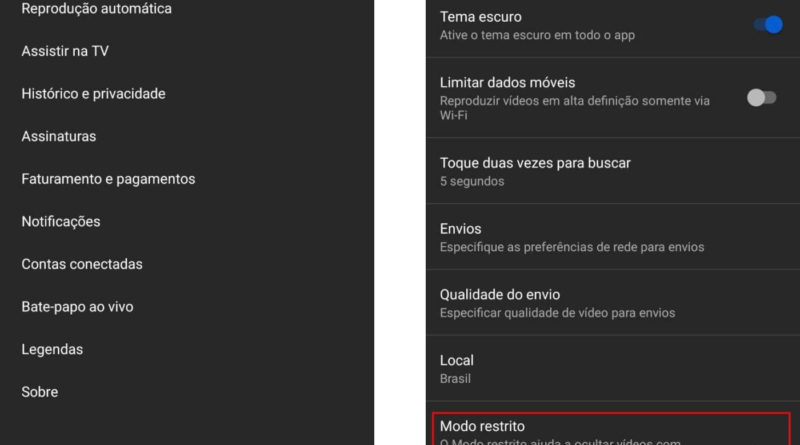 Reprodução automática
Assistir na TV
Histórico e privacidade
Assinaturas
Faturamento e pagamentos
Notificações
Contas conectadas
Bate-papo ao vivo
Legendas
Sobre
Tema escuro
Ative o tema escuro em todo o app
Limitar dados móveis
Reproduzir vídeos em alta definição somente via
Wi-Fi
Toque duas vezes para buscar
5 segundos
Envios
Especifique as preferências de rede para envios
Qualidade do envio
Especificar qualidade de vídeo para envios
Local
Brasil
Modo restrito
O Modo restrito ajuda a ocultar vídeos com